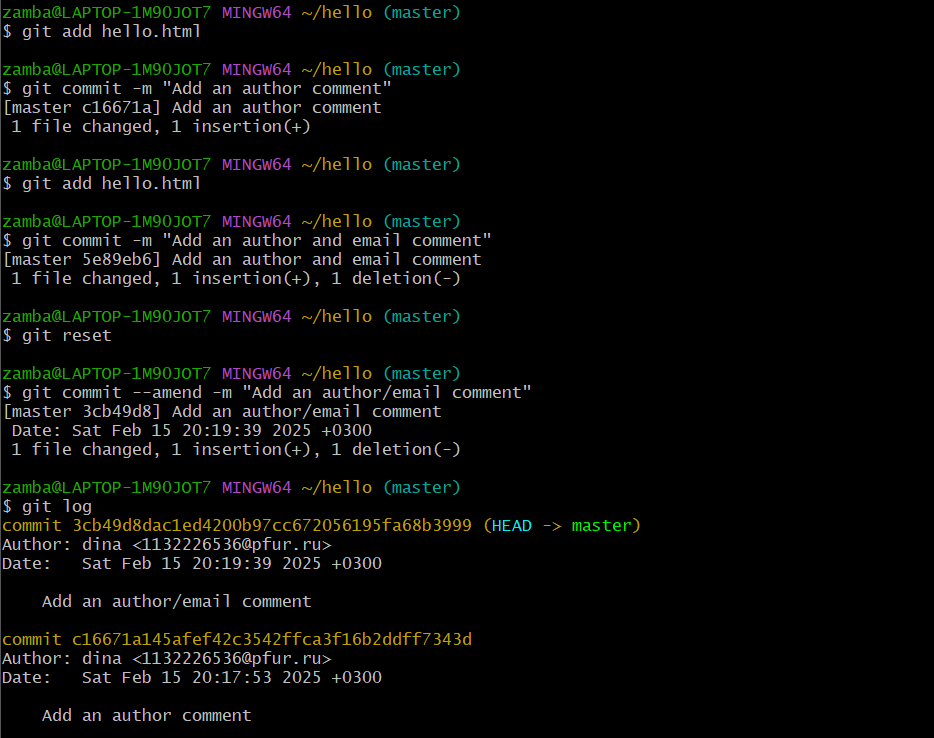 zamba@LAPTOP-1M9OJOT7 MINGW64 ~/hello (master)
$ git add hello.html
zamba@LAPTOP-1M9OJOT7 MINGW64 ~/hello (master)
$ git commit -m "Add an author comment"
[master c16671a] Add an author comment
 1 file changed, 1 insertion(+)
zamba@LAPTOP-1M9OJOT7 MINGW64 ~/hello (master)
$ git add hello.html
zamba@LAPTOP-1M9OJOT7 MINGW64 ~/hello (master)
$ git commit -m "Add an author and email comment"
[master 5e89eb6] Add an author and email comment
 1 file changed, 1 insertion(+), 1 deletion(-)
zamba@LAPTOP-1M9OJOT7 MINGW64 ~/hello (master)
$ git reset
zamba@LAPTOP-1M9OJOT7 MINGW64 ~/hello (master)
$ git commit --amend -m "Add an author/email comment"
[master 3cb49d8] Add an author/email comment
 Date: Sat Feb 15 20:19:39 2025 +0300
 1 file changed, 1 insertion(+), 1 deletion(-)
zamba@LAPTOP-1M9OJOT7 MINGW64 ~/hello (master)
$ git log
commit 3cb49d8dac1ed4200b97cc672056195fa68b3999 (HEAD -> master)
Author: dina <1132226536@pfur.ru>
Date:   Sat Feb 15 20:19:39 2025 +0300
    Add an author/email comment
commit c16671a145afef42c3542ffca3f16b2ddff7343d
Author: dina <1132226536@pfur.ru>
Date:   Sat Feb 15 20:17:53 2025 +0300
    Add an author comment